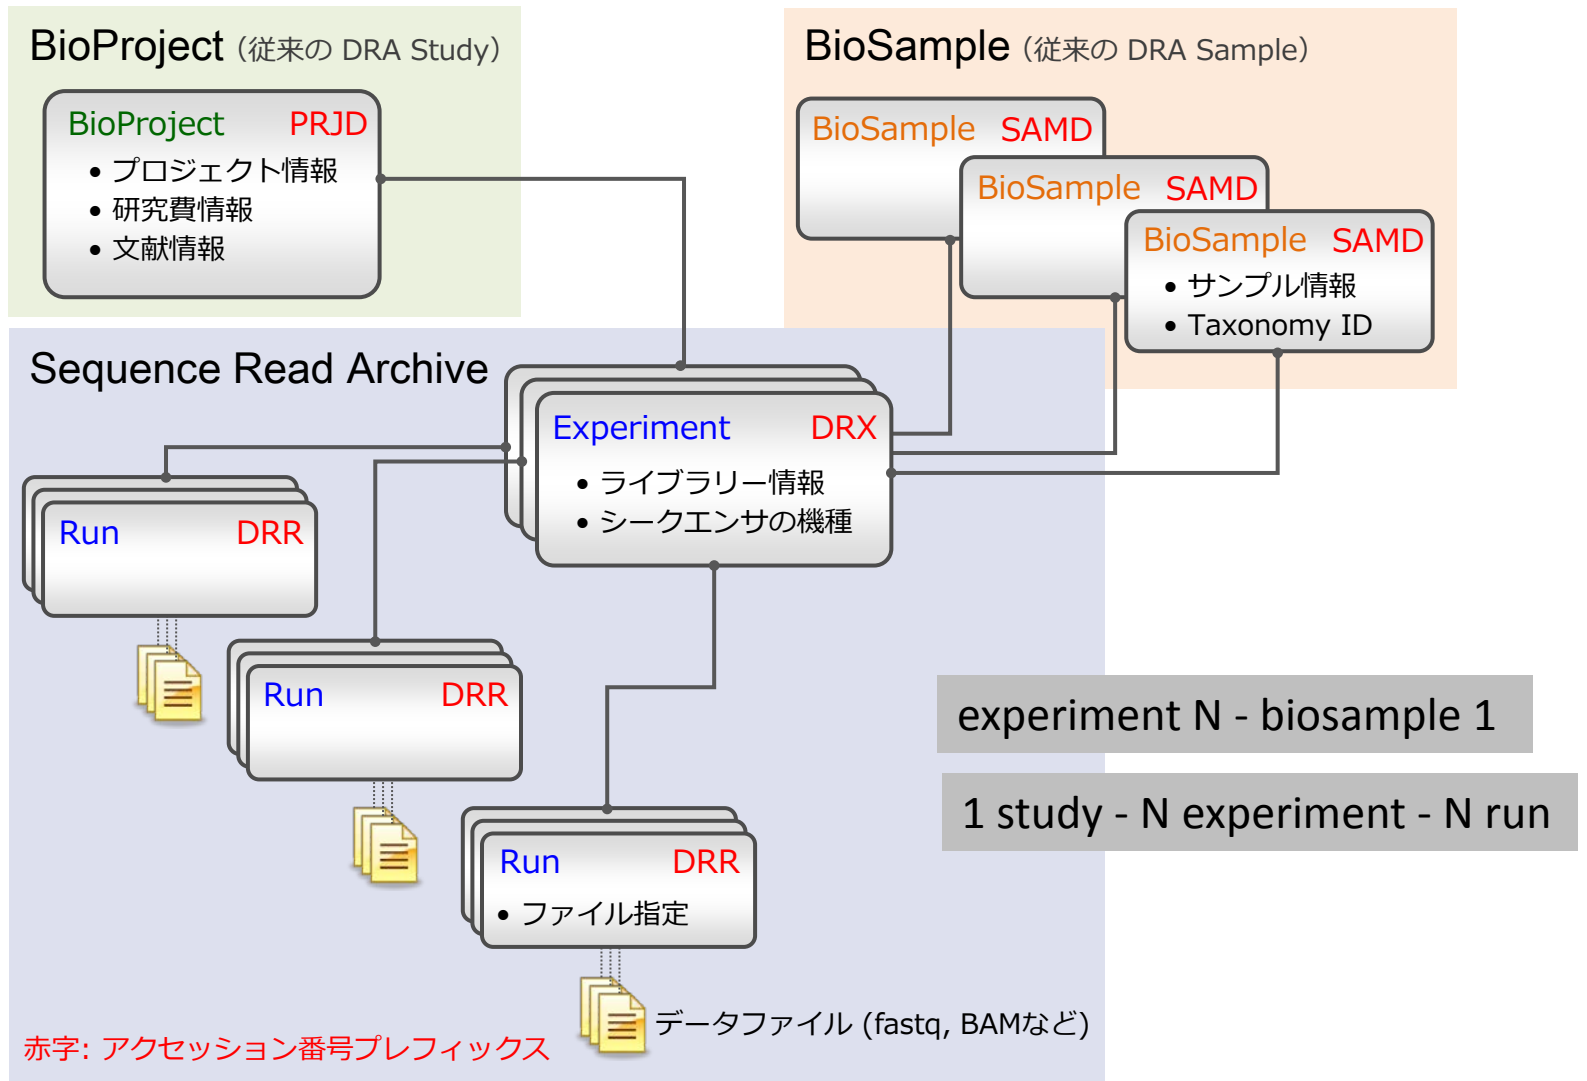 BioProject (従来の DRA Study)
BioProject PRJD
• プロジェクト情報
• 研究費情報
• 文献情報
BioSample (従来の DRA Sample)
BioSample SAMD
BioSample SAMD
BioSample SAMD
• サンプル情報
• Taxonomy ID
Sequence Read Archive
Experiment DRX
• ライブラリー情報
• シークエンサの機種
Run DRR
Run DRR
Run DRR
• ファイル指定
experiment N - biosample 1
1 study - N experiment - N run
データファイル (fastq, BAMなど)
赤字: アクセッション番号プレフィックス